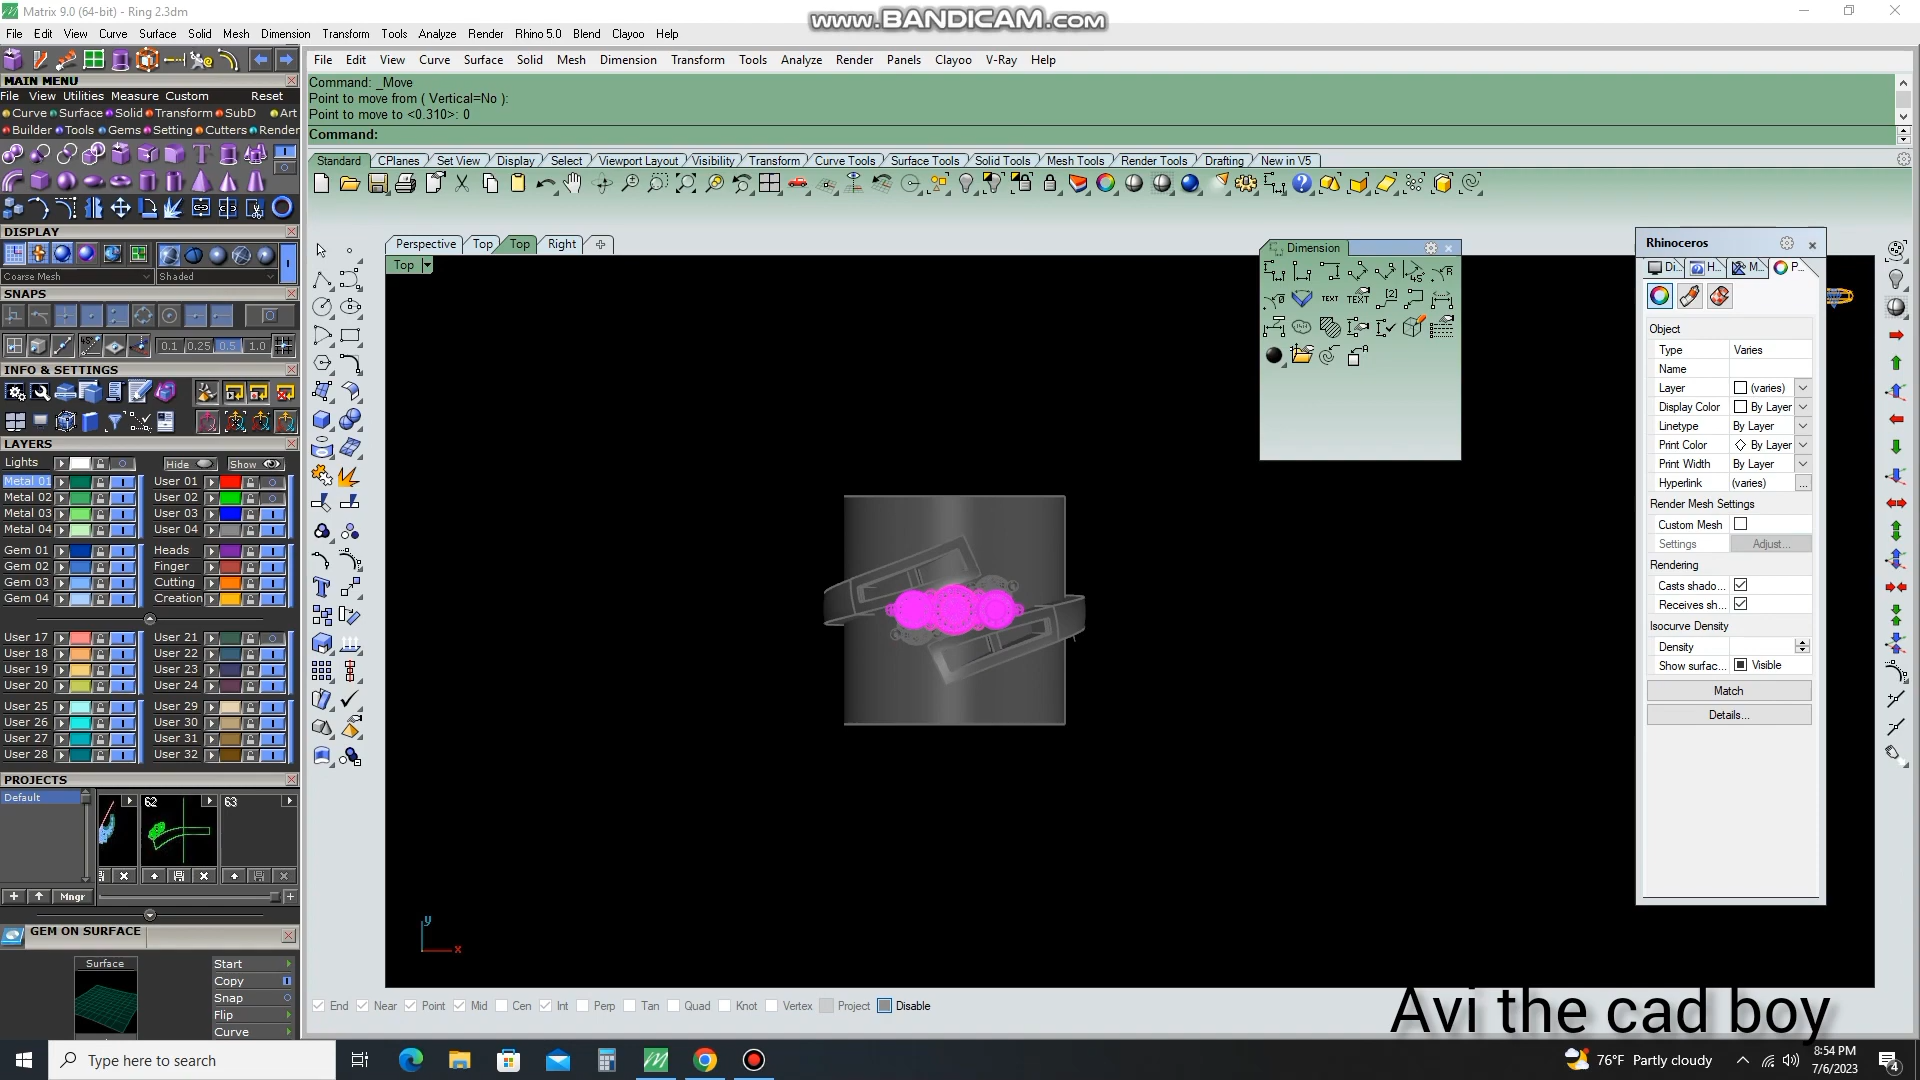 Matrix 9.0 (64-bit) - Ring 2.3dm
www.BANDICAM.com
File Edit View Curve Surface Solid Mesh Dimension Transform Tools Analyze Render Rhino 5.0 Blend Clayoo Help
File Edit View Curve Surface Solid Mesh Dimension Transform Tools Analyze Render Panels Clayoo V-Ray Help
MAIN MENU
File View Utilities Measure Custom Reset
Curve Surface Solid Transform SubD Art
Builder Tools Gems Setting Cutters Render
Command: _Move
Point to move from ( Vertical=No ):
Point to move to <0.310>: 0
Command:
Standard CPlanes Set View Display Select Viewport Layout Visibility Transform Curve Tools Surface Tools Solid Tools Mesh Tools Render Tools Drafting New in V5
DISPLAY
Coarse Mesh Shaded
SNAPS
0.1 0.25 0.5 1.0
INFO & SETTINGS
LAYERS
Lights Hide Show
Metal 01 User 01
Metal 02 User 02
Metal 03 User 03
Metal 04 User 04
Gem 01 Heads
Gem 02 Finger
Gem 03 Cutting
Gem 04 Creation
User 17 User 21
User 18 User 22
User 19 User 23
User 20 User 24
User 25 User 29
User 26 User 30
User 27 User 31
User 28 User 32
PROJECTS
Default
62 63
Mngr
GEM ON SURFACE
Surface
Start
Copy
Snap
Flip
Curve
Perspective Top Top Right
Top
Dimension
TEXT TEXT
Rhinoceros
Di... H... M... P...
Object
Type Varies
Name
Layer (varies)
Display Color By Layer
Linetype By Layer
Print Color By Layer
Print Width By Layer
Hyperlink (varies) ...
Render Mesh Settings
Custom Mesh
Settings Adjust...
Rendering
Casts shado...
Receives sh...
Isocurve Density
Density
Show surfac... Visible
Match
Details...
y
x
End Near Point Mid Cen Int Perp Tan Quad Knot Vertex Project Disable
Avi the cad boy
Type here to search
76°F Partly cloudy
8:54 PM
7/6/2023
4